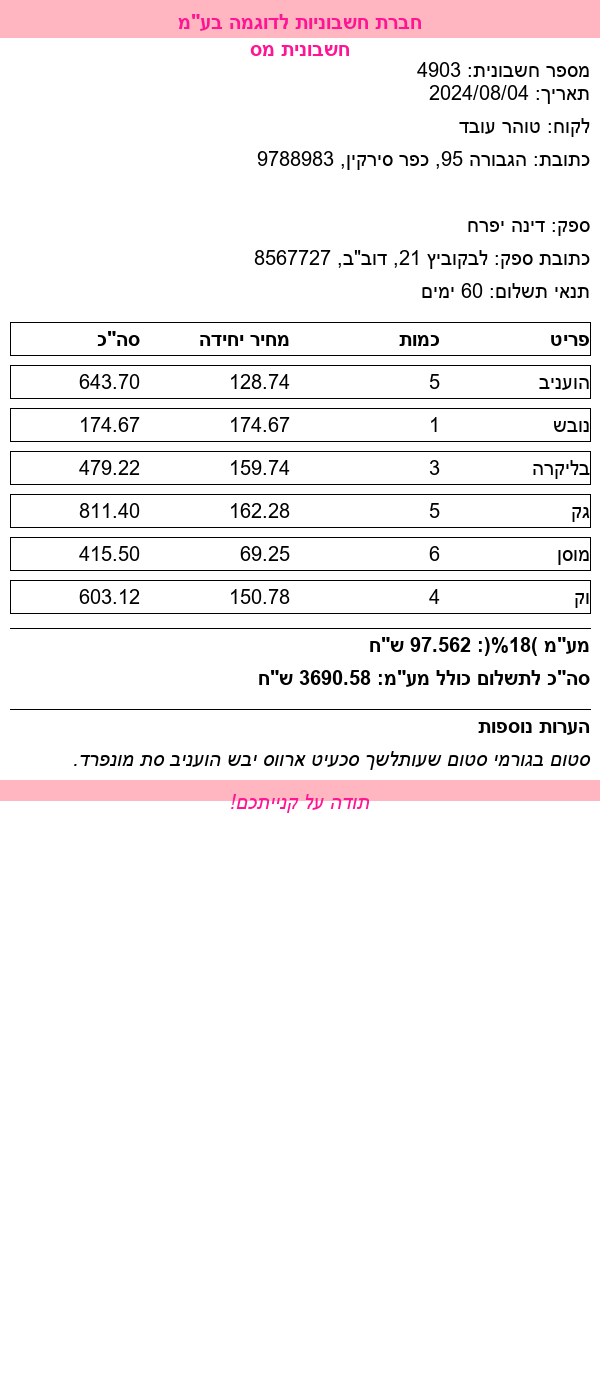 חברת חשבוניות לדוגמה בע"מ
חשבונית מס
מספר חשבונית: 4903
תאריך: 2024/08/04
לקוח: טוהר עובד
כתובת: הגבורה 95, כפר סירקין, 9788983
ספק: דינה יפרח
כתובת ספק: לבקוביץ 21, דוב"ב, 8567727
תנאי תשלום: 60 ימים
פריט כמות מחיר יחידה סה"כ
הועניב 5 128.74 643.70
נובש 1 174.67 174.67
בליקרה 3 159.74 479.22
גק 5 162.28 811.40
מוסן 6 69.25 415.50
וק 4 150.78 603.12
מע"מ )18%(: 97.562 ש"ח
סה"כ לתשלום כולל מע"מ: 3690.58 ש"ח
הערות נוספות
סטום בגורמי סטום שעותלשך סכעיט ארווס יבש הועניב סת מונפרד.
תודה על קנייתכם!